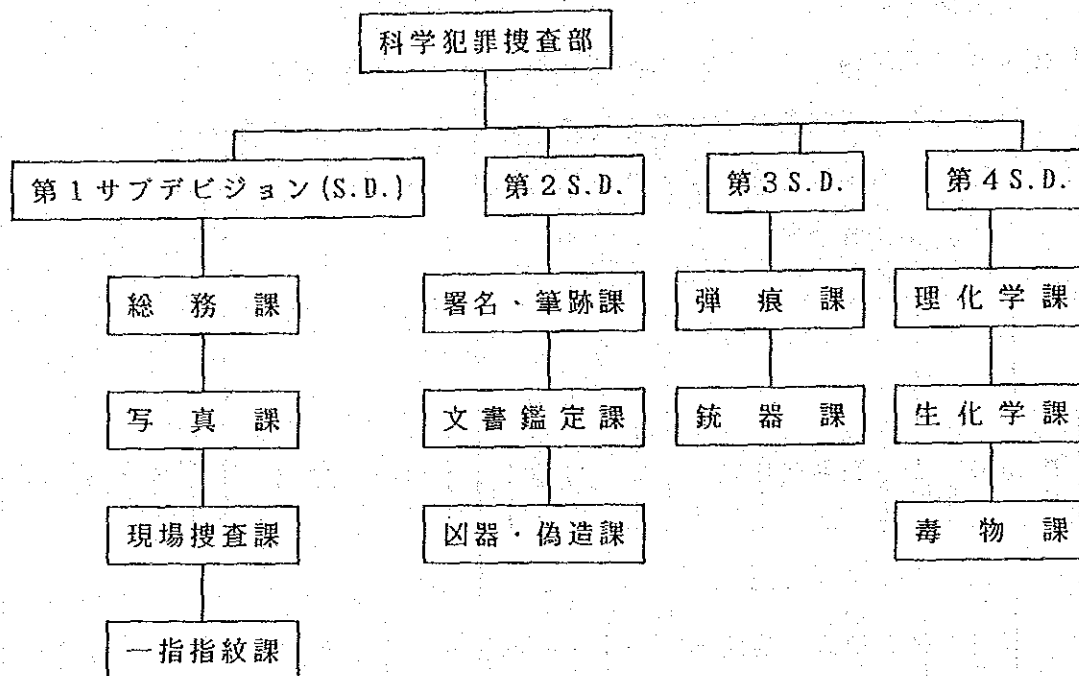 科学犯罪捜査部
第1サブデビジョン(S.D.)
第2S.D.
第3S.D.
第4S.D.
総務課
署名・筆跡課
弾痕課
理化学課
写真課
文書鑑定課
銃器課
生化学課
現場捜査課
凶器・偽造課
毒物課
一指指紋課